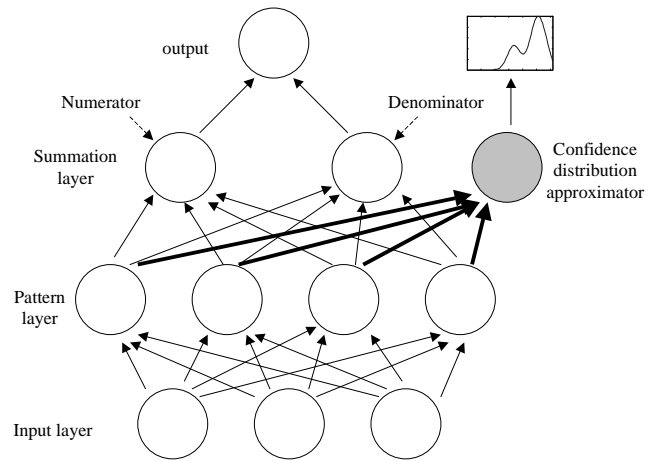 output
Numerator
Denominator
Summation
layer
Confidence
distribution
approximator
Pattern
layer
Input layer